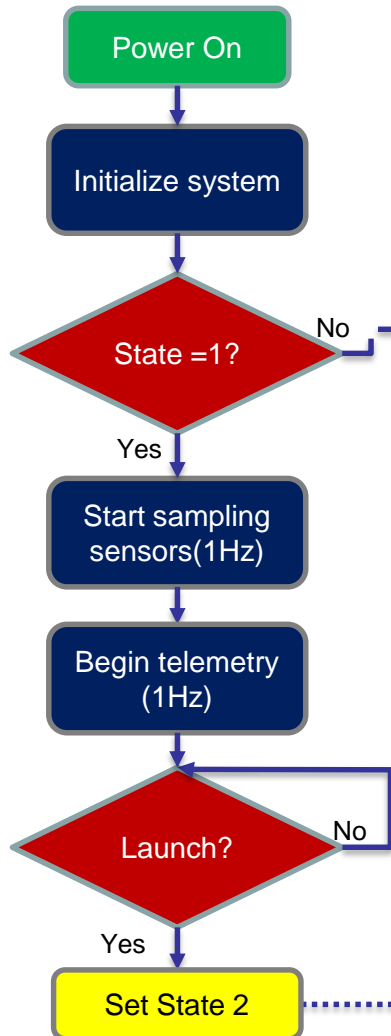 Power On
Initialize system
No
State =1?
Yes
Start sampling
sensors(1Hz)
Begin telemetry
(1Hz)
No
Launch?
Yes
Set State 2